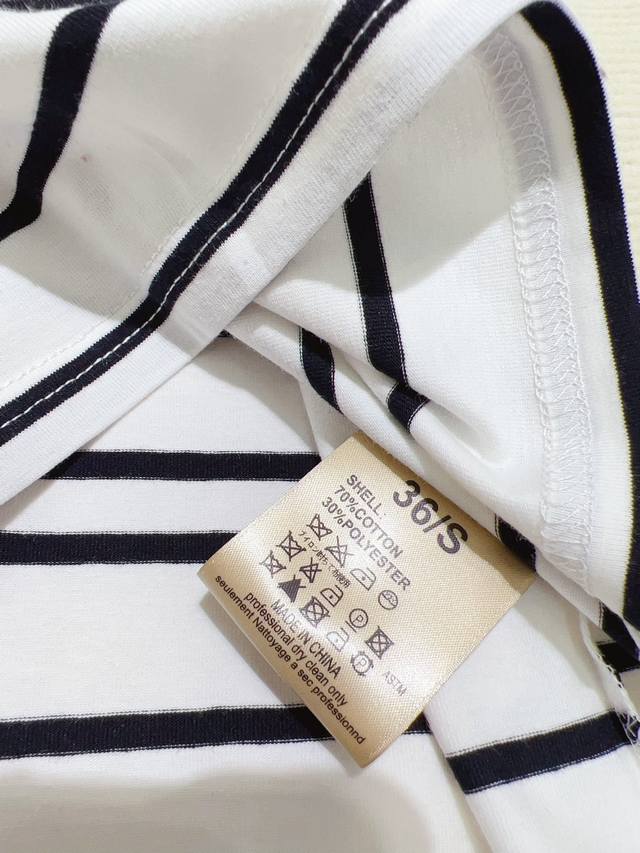 36/S
SHELL:
70%COTTON
30%POLYESTER
ASTM
MADE IN CHINA
professional dry clean only
seulement Nattoyage a sec professionnd